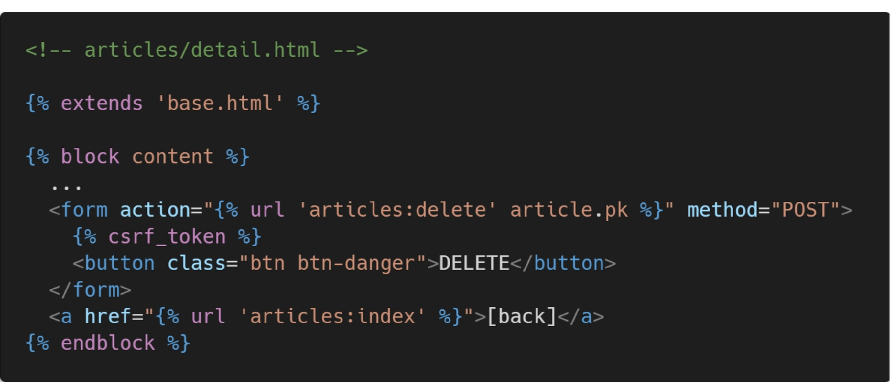 <!-- articles/detail.html -->
{% extends 'base.html' %}
{% block content %}
...
<form action="{% url 'articles:delete' article.pk %}" method="POST">
{% csrf_token %}
<button class="btn btn-danger">DELETE</button>
</form>
<a href="{% url 'articles:index' %}">[back]</a>
{% endblock %}